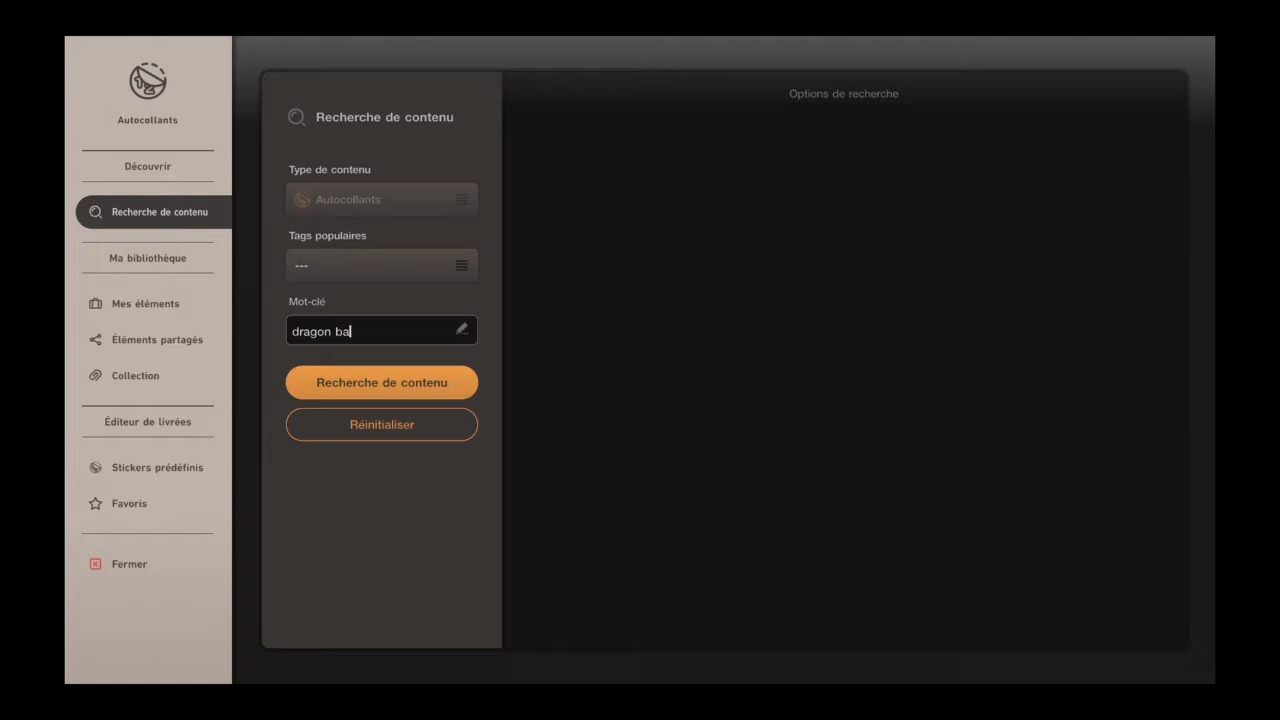 Autocollants
Découvrir
Recherche de contenu
Ma bibliothèque
Mes éléments
Éléments partagés
Collection
Éditeur de livrées
Stickers prédéfinis
Favoris
Fermer
Recherche de contenu
Type de contenu
Autocollants
Tags populaires
---
Mot-clé
dragon ba
Recherche de contenu
Réinitialiser
Options de recherche